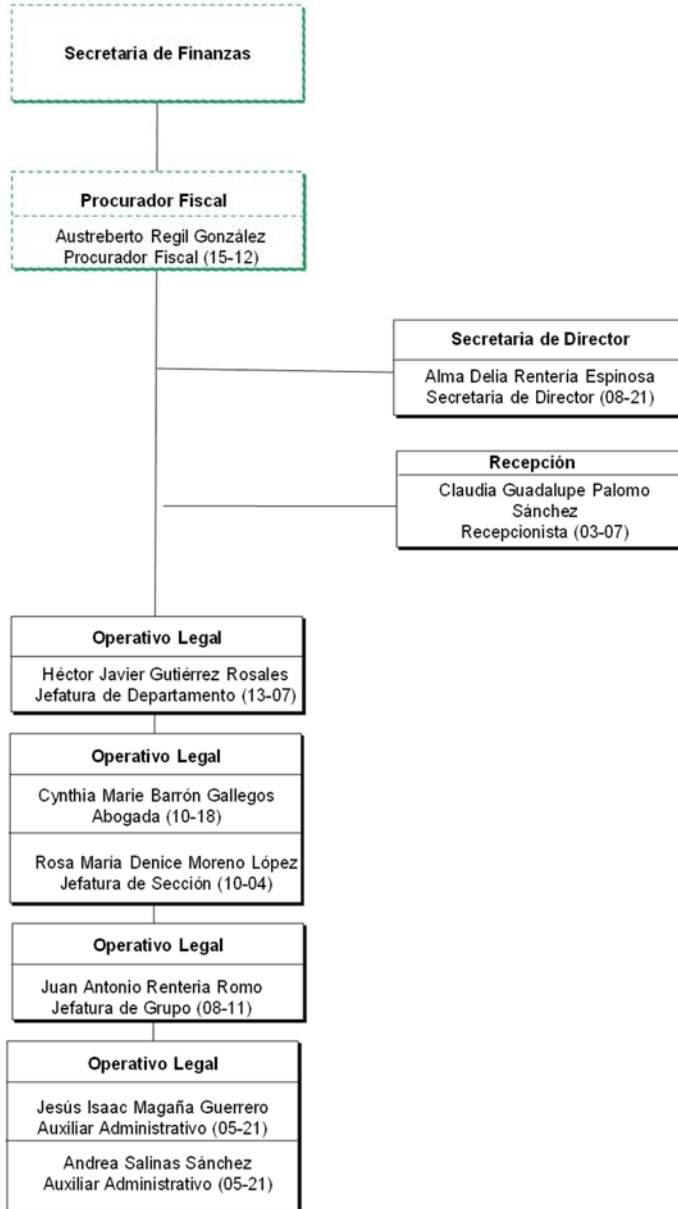 Secretaria de Finanzas
Procurador Fiscal
Austreberto Regil González
Procurador Fiscal (15-12)
Secretaria de Director
Alma Delia Rentería Espinosa
Secretaria de Director (08-21)
Recepción
Claudia Guadalupe Palomo
Sánchez
Recepcionista (03-07)
Operativo Legal
Héctor Javier Gutiérrez Rosales
Jefatura de Departamento (13-07)
Operativo Legal
Cynthia Marie Barrón Gallegos
Abogada (10-18)
Rosa María Denice Moreno López
Jefatura de Sección (10-04)
Operativo Legal
Juan Antonio Renteria Romo
Jefatura de Grupo (08-11)
Operativo Legal
Jesús Isaac Magaña Guerrero
Auxiliar Administrativo (05-21)
Andrea Salinas Sánchez
Auxiliar Administrativo (05-21)